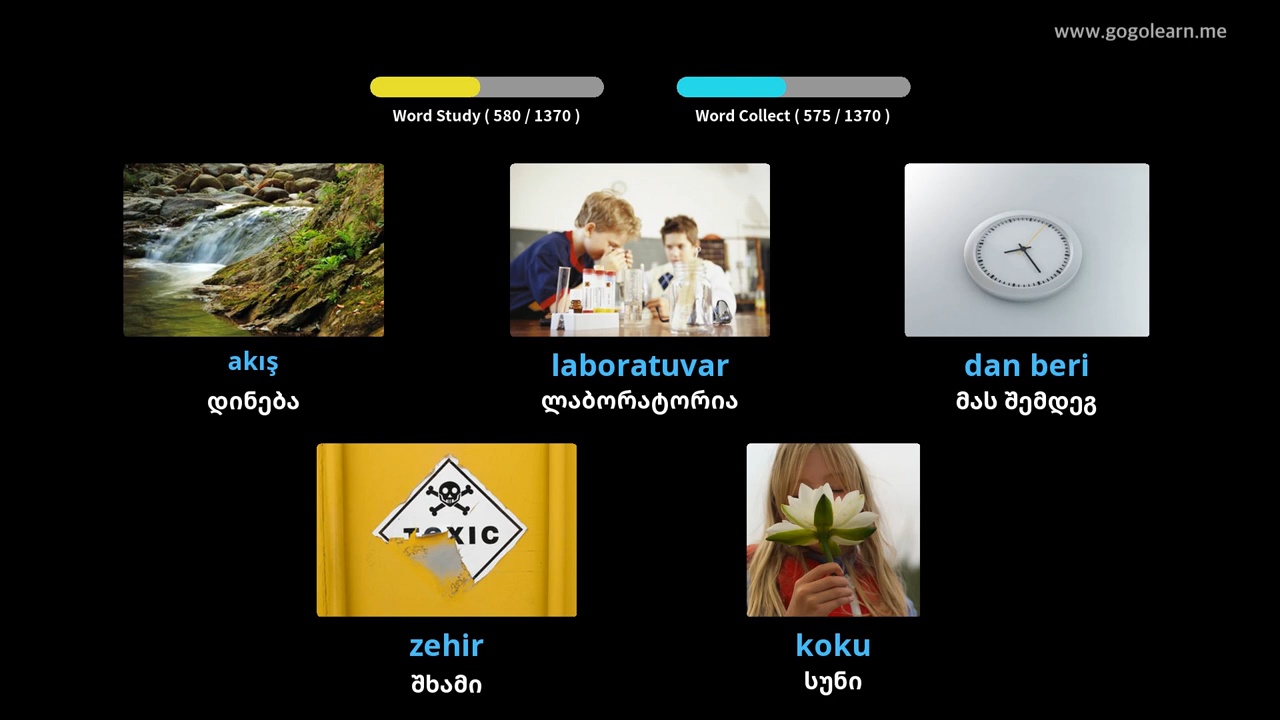 www.gogolearn.me
Word Study ( 580 / 1370 )
Word Collect ( 575 / 1370 )
akış
laboratuvar
dan beri
დინება
ლაბორატორია
მას შემდეგ
TOXIC
zehir
koku
შხამი
სუნი